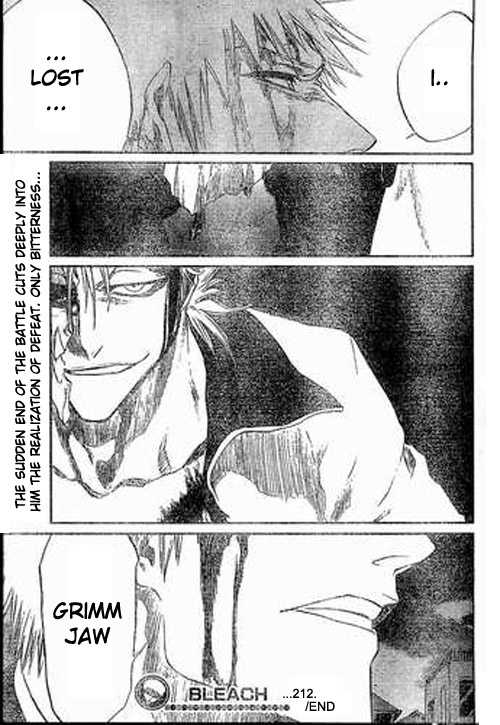 I..
...
LOST
...
THE SUDDEN END OF THE BATTLE CUTS DEEPLY INTO
HIM THE REALIZATION OF DEFEAT. ONLY BITTERNESS...
GRIMM
JAW
BLEACH ...212.
/END